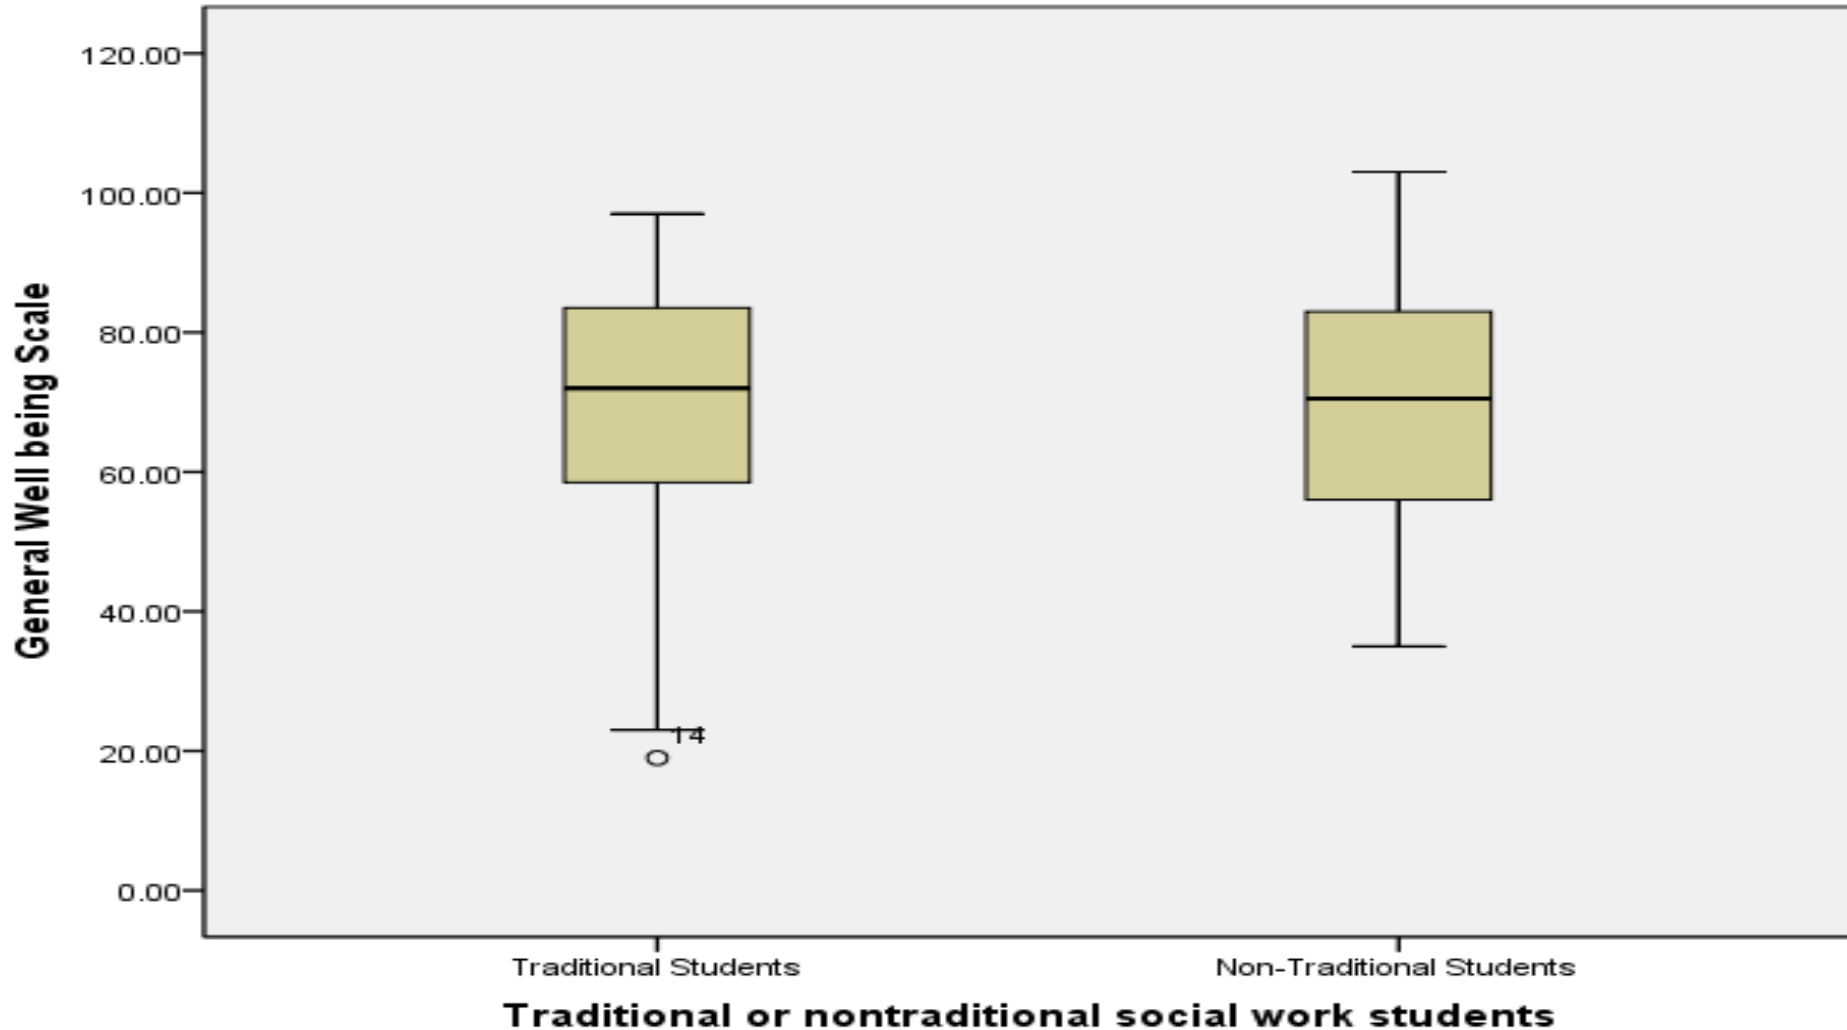 120.00
100.00
80.00
60.00
40.00
20.00
0.00
General Well being Scale
14
Traditional Students
Non-Traditional Students
Traditional or nontraditional social work students